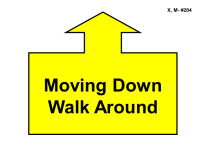 X, M- #204
Moving Down
Walk Around